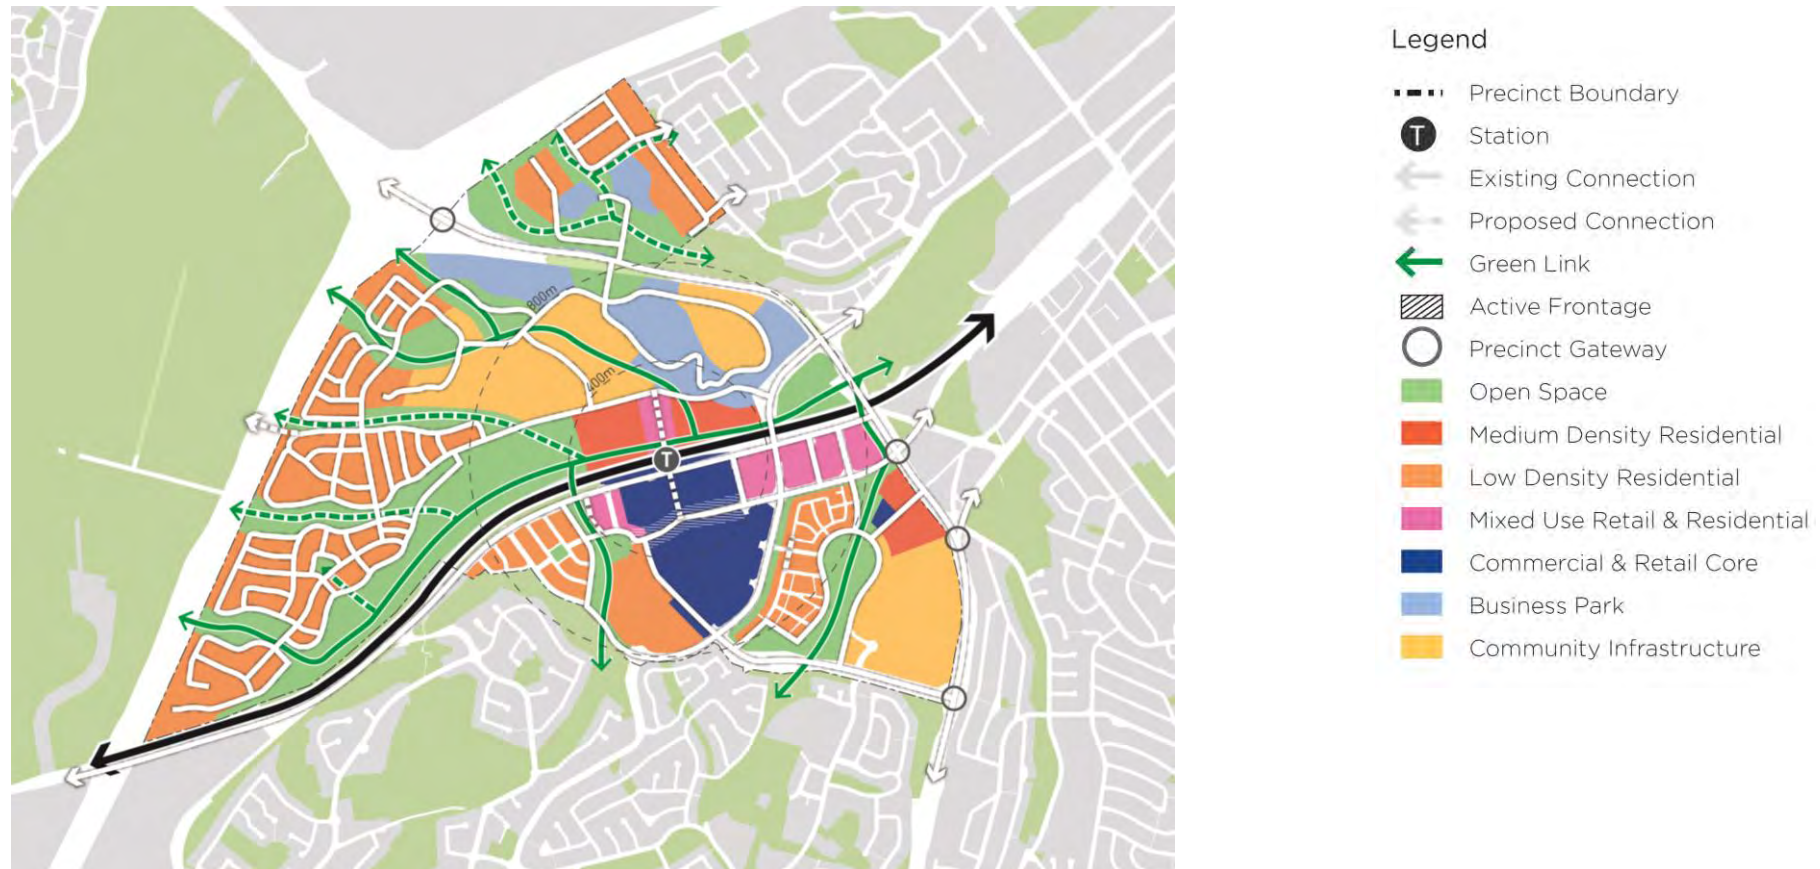 800m
400m
T
Legend
Precinct Boundary
T Station
Existing Connection
Proposed Connection
Green Link
Active Frontage
Precinct Gateway
Open Space
Medium Density Residential
Low Density Residential
Mixed Use Retail & Residential
Commercial & Retail Core
Business Park
Community Infrastructure